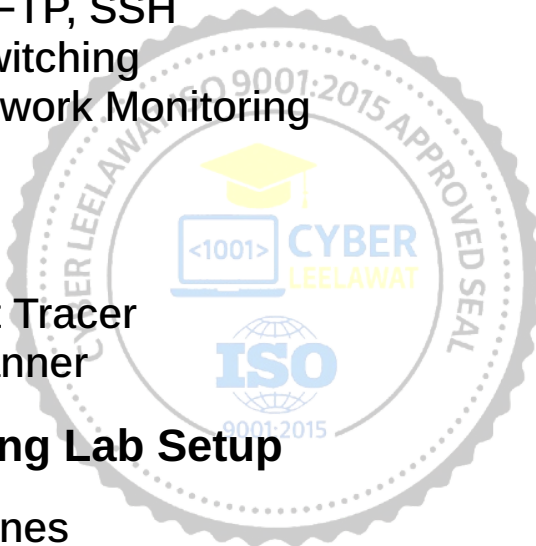 FTP, SSH
witching
work Monitoring
CYBER LEELAWAT ISO 9001:2015 APPROVED SEAL
<1001> CYBER
LEELAWAT
Tracer
nner
ISO
9001:2015
ng Lab Setup
nes